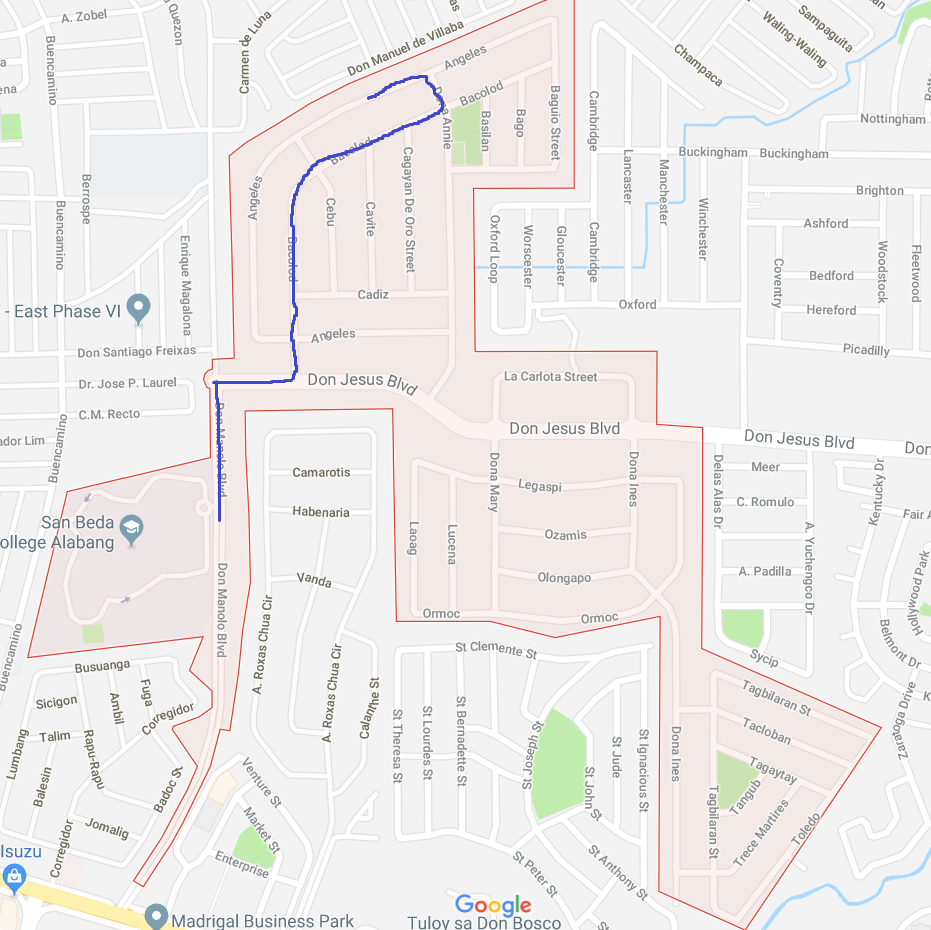 A. Zobel
Quezon
Carmen de Luna
Don Manuel de Villaba
Sampaguita
Waling-Waling
Champaca
Buencamino
Angeles
Bacolod
Dona Annie
Basilan
Bago
Baguio Street
Cambridge
Nottingham
Buckingham
Buckingham
Lancaster
Manchester
Winchester
Brighton
Berrospe
Buencamino
Angeles
Bacolod
Cebu
Cavite
Cagayan De Oro Street
Enrique Magalona
Oxford Loop
Worscester
Gloucester
Cambridge
Ashford
Bedford
Hereford
Coventry
Woodstock
Fleetwood
Bacolod
Cadiz
Oxford
- East Phase VI
Angeles
Don Santiago Freixas
Picadilly
Dr. Jose P. Laurel
C.M. Recto
ador Lim
Don Jesus Blvd
La Carlota Street
Don Jesus Blvd
Don Jesus Blvd
Don
Don Manolo Blvd
Buencamino
Camarotis
Habenaria
Vanda
Dona Mary
Legaspi
Dona Ines
Delas Alas Dr
Meer
C. Romulo
A. Padilla
A. Yuchengco Dr
Kentucky Dr
Fair A
Hollywood Park
Belmont Dr
San Beda
ollege Alabang
Laoag
Lucena
Ozamis
Olongapo
Ormoc
Ormoc
Sycip
Don Manolo Blvd
A. Roxas Chua Cir
A. Roxas Chua Cir
Calanthe St
St Clemente St
Buencamino
Busuanga
Sicigon
Ambil
Fuga
Corregidor
Talim
Lumbang
Balesin
Rapu-Rapu
Badoc St
Jomalig
Corregidor
St Theresa St
St Lourdes St
St Bernadette St
St Joseph St
St John St
St Jude
St Ignacious St
Dona Ines
Tagbilaran St
Tacloban
Tagaytay
Tangub
Tagbilaran St
Trece Martires
Toledo
Zaratoga Drive
Venture St
Market St
Enterprise
St Peter St
St Anthony St
Isuzu
Madrigal Business Park
Google
Tuloy sa Don Bosco